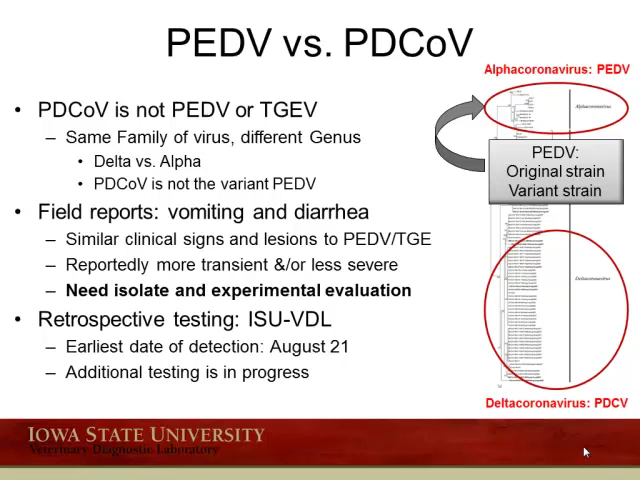 PEDV vs. PDCoV
Alphacoronavirus: PEDV
• PDCoV is not PEDV or TGEV
– Same Family of virus, different Genus
• Delta vs. Alpha
• PDCoV is not the variant PEDV
• Field reports: vomiting and diarrhea
– Similar clinical signs and lesions to PEDV/TGE
– Reportedly more transient &/or less severe
– Need isolate and experimental evaluation
• Retrospective testing: ISU-VDL
– Earliest date of detection: August 21
– Additional testing is in progress
Alphacoronavirus
PEDV:
Original strain
Variant strain
Deltacoronavirus
Deltacoronavirus: PDCV
IOWA STATE UNIVERSITY
Veterinary Diagnostic Laboratory